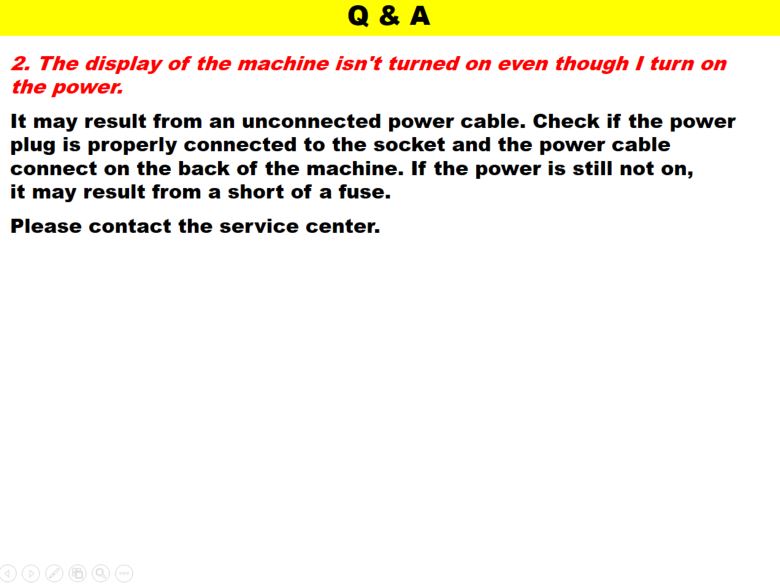 Q & A
2. The display of the machine isn't turned on even though I turn on
the power.
It may result from an unconnected power cable. Check if the power
plug is properly connected to the socket and the power cable
connect on the back of the machine. If the power is still not on,
it may result from a short of a fuse.
Please contact the service center.